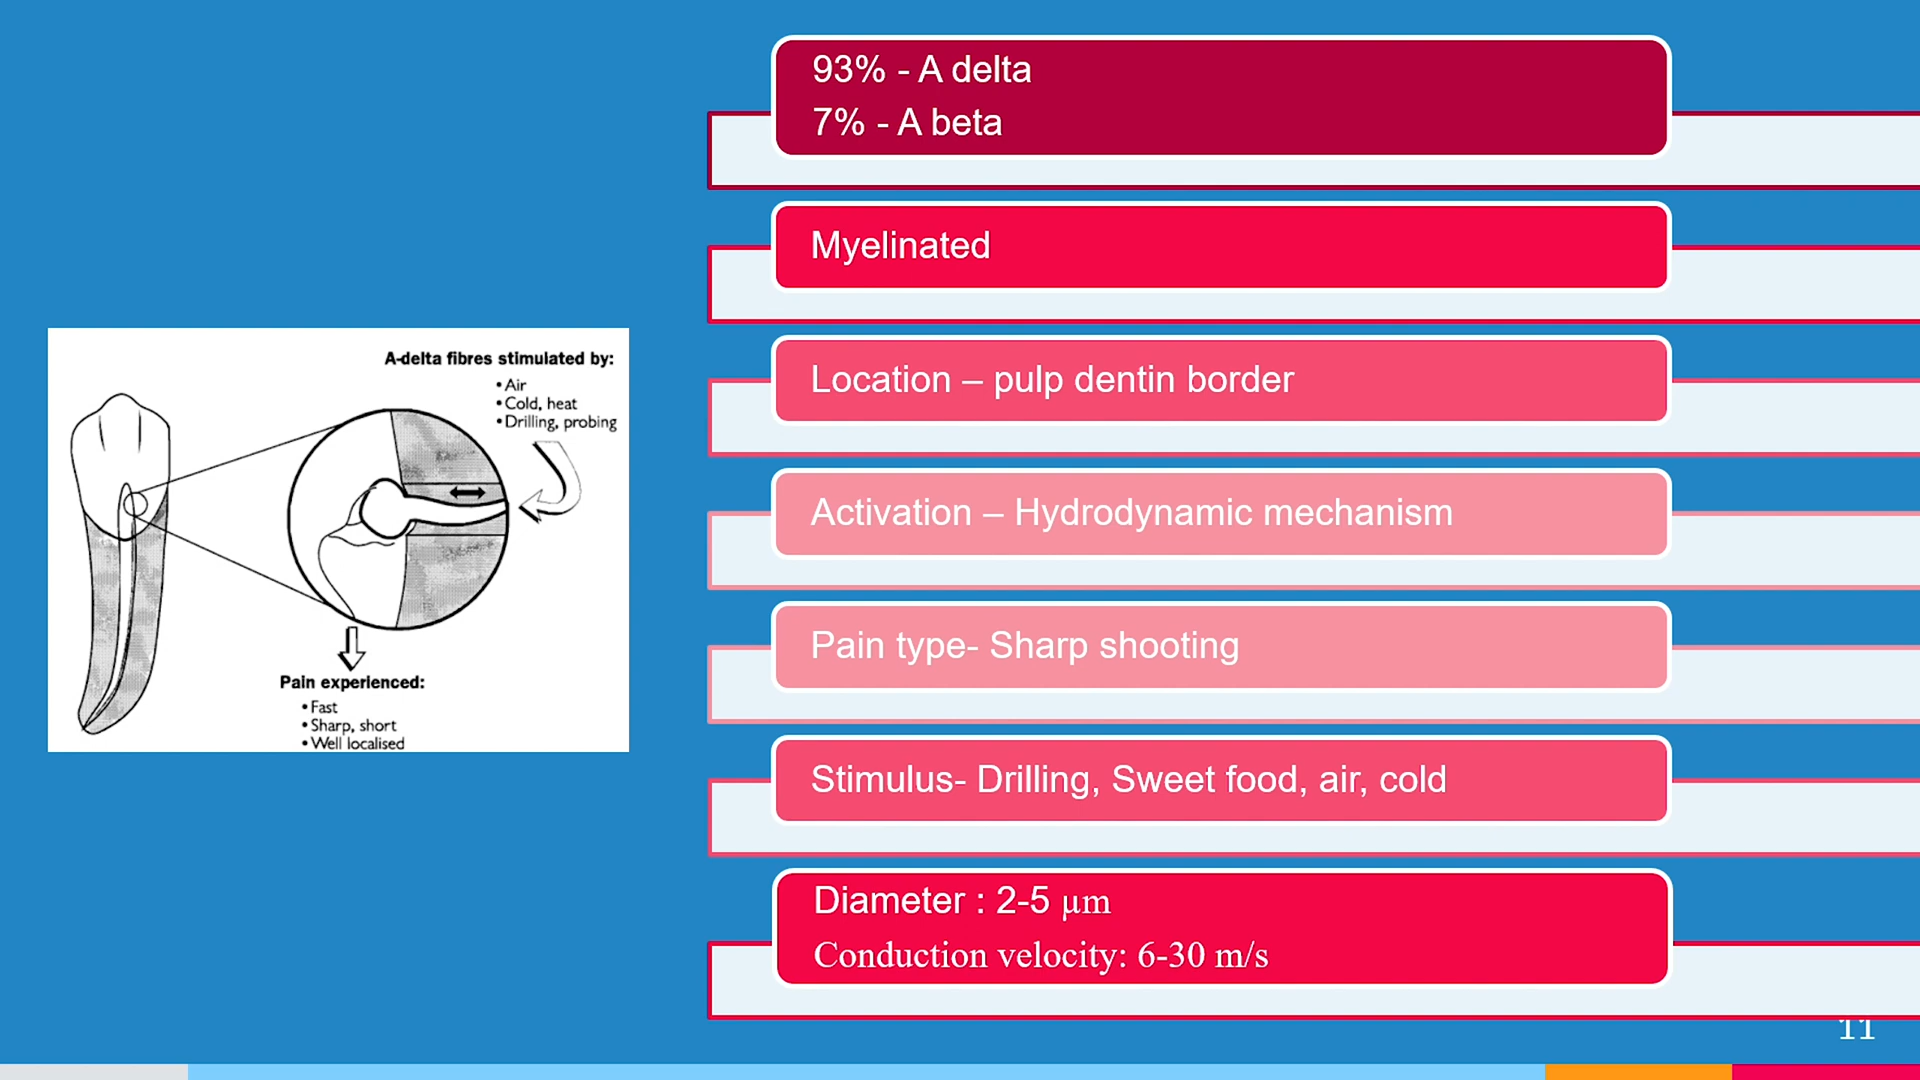 93% - A delta
7% - A beta
Myelinated
Location – pulp dentin border
Activation – Hydrodynamic mechanism
Pain type- Sharp shooting
Stimulus- Drilling, Sweet food, air, cold
Diameter : 2-5 µm
Conduction velocity: 6-30 m/s
A-delta fibres stimulated by:
• Air
• Cold, heat
• Drilling, probing
Pain experienced:
• Fast
• Sharp, short
• Well localised
11